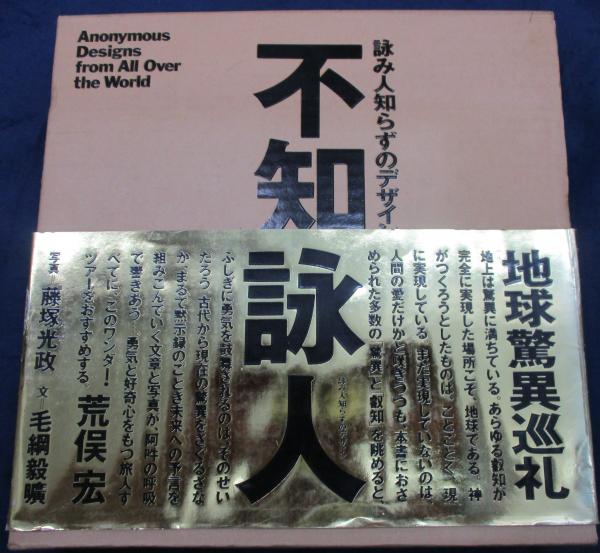 Anonymous
Designs
from All Over
the World
詠み人知らずのデザイン
不知
詠人
詠み人知らずのデザイン
地球驚異巡礼
地上は驚異に満ちている。あらゆる叡知が
完全に実現した場所こそ、地球である。神
がつくろうとしたものは、ことごとく、現
に実現している。まだ実現していないのは、
人間の愛だけかと嘆きつつも、本書におさ
められた多数の「驚異」と「叡知」を眺めると、
ふしぎに勇気を鼓舞されるのは、そのせい
だろう。古代から現在の驚異をさぐるさな
か、まるで黙示録のごとき未来への予言を
組みこんでいく文章と写真が、阿吽の呼吸
で響きあう。勇気と好奇心をもつ旅人す
べてに、このワンダー!
ツアーをおすすめする。
荒俣宏
写真=藤塚光政
文=毛綱毅曠